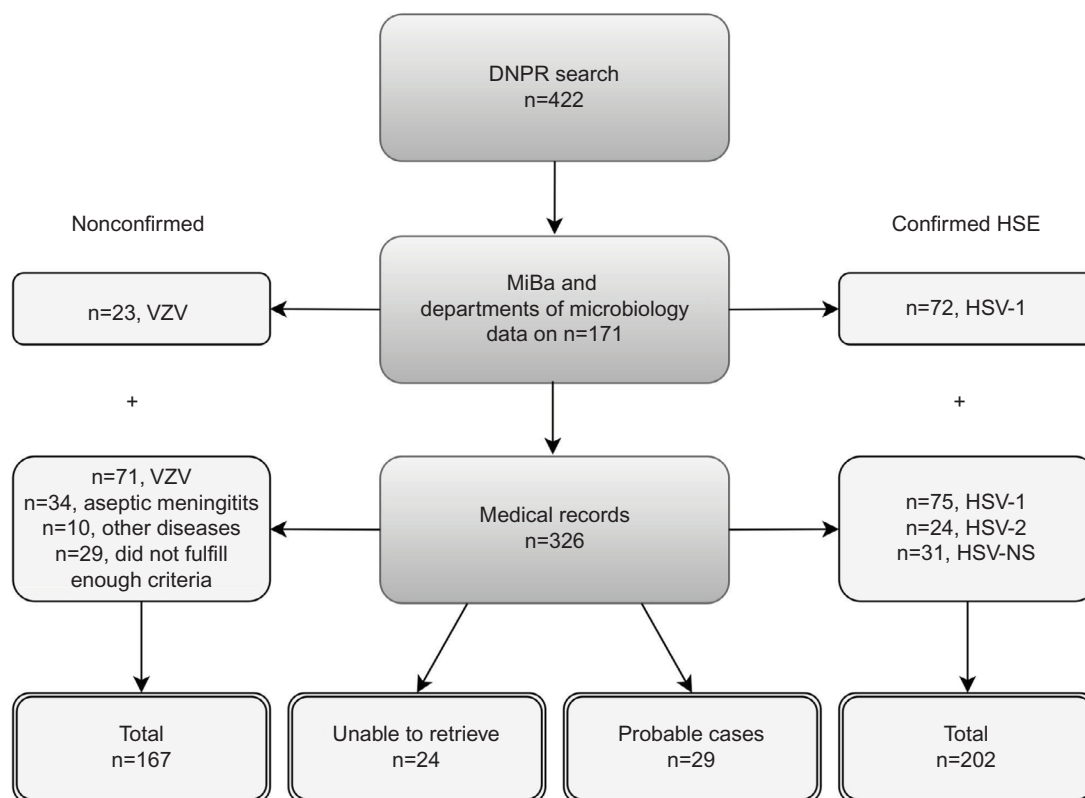 DNPR search
n=422
Nonconfirmed
Confirmed HSE
n=23, VZV
MiBa and
departments of microbiology
data on n=171
n=72, HSV-1
+
+
n=71, VZV
n=34, aseptic meningitits
n=10, other diseases
n=29, did not fulfill
enough criteria
Medical records
n=326
n=75, HSV-1
n=24, HSV-2
n=31, HSV-NS
Total
n=167
Unable to retrieve
n=24
Probable cases
n=29
Total
n=202